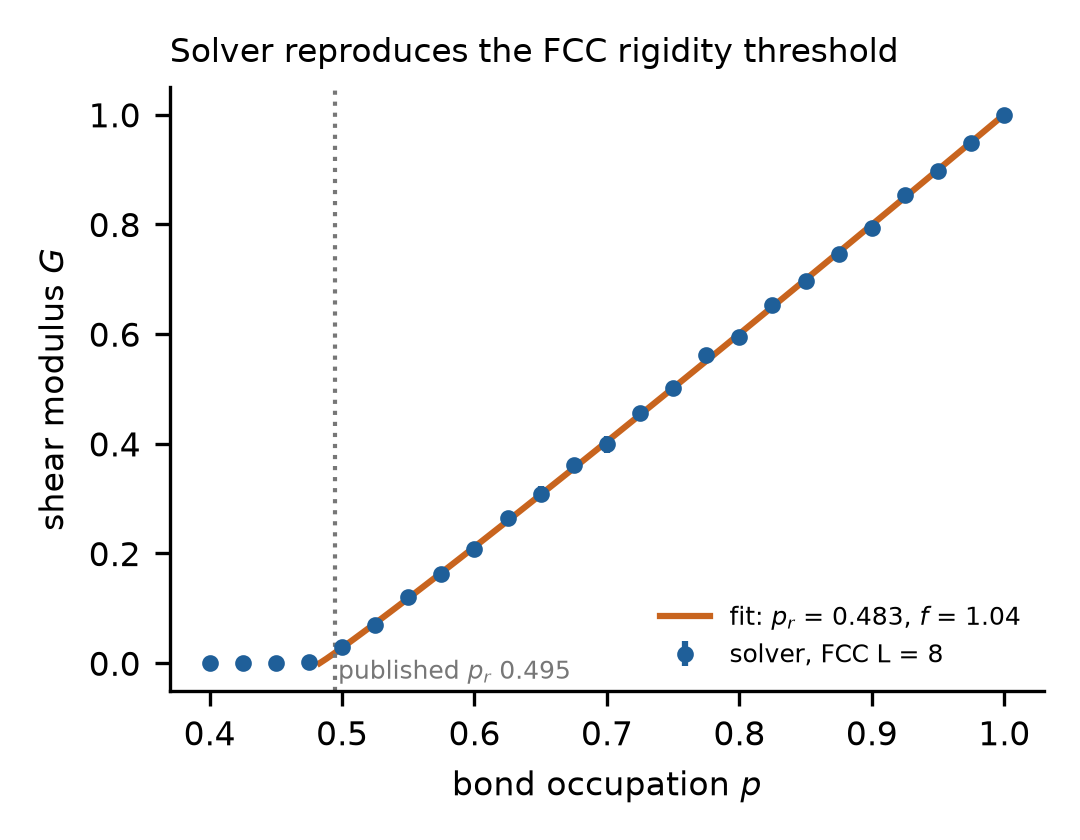 Solver reproduces the FCC rigidity threshold
shear modulus G
1.0
0.8
0.6
0.4
0.2
0.0
fit: pᵣ = 0.483, f = 1.04
solver, FCC L = 8
published pᵣ 0.495
0.4 0.5 0.6 0.7 0.8 0.9 1.0
bond occupation p